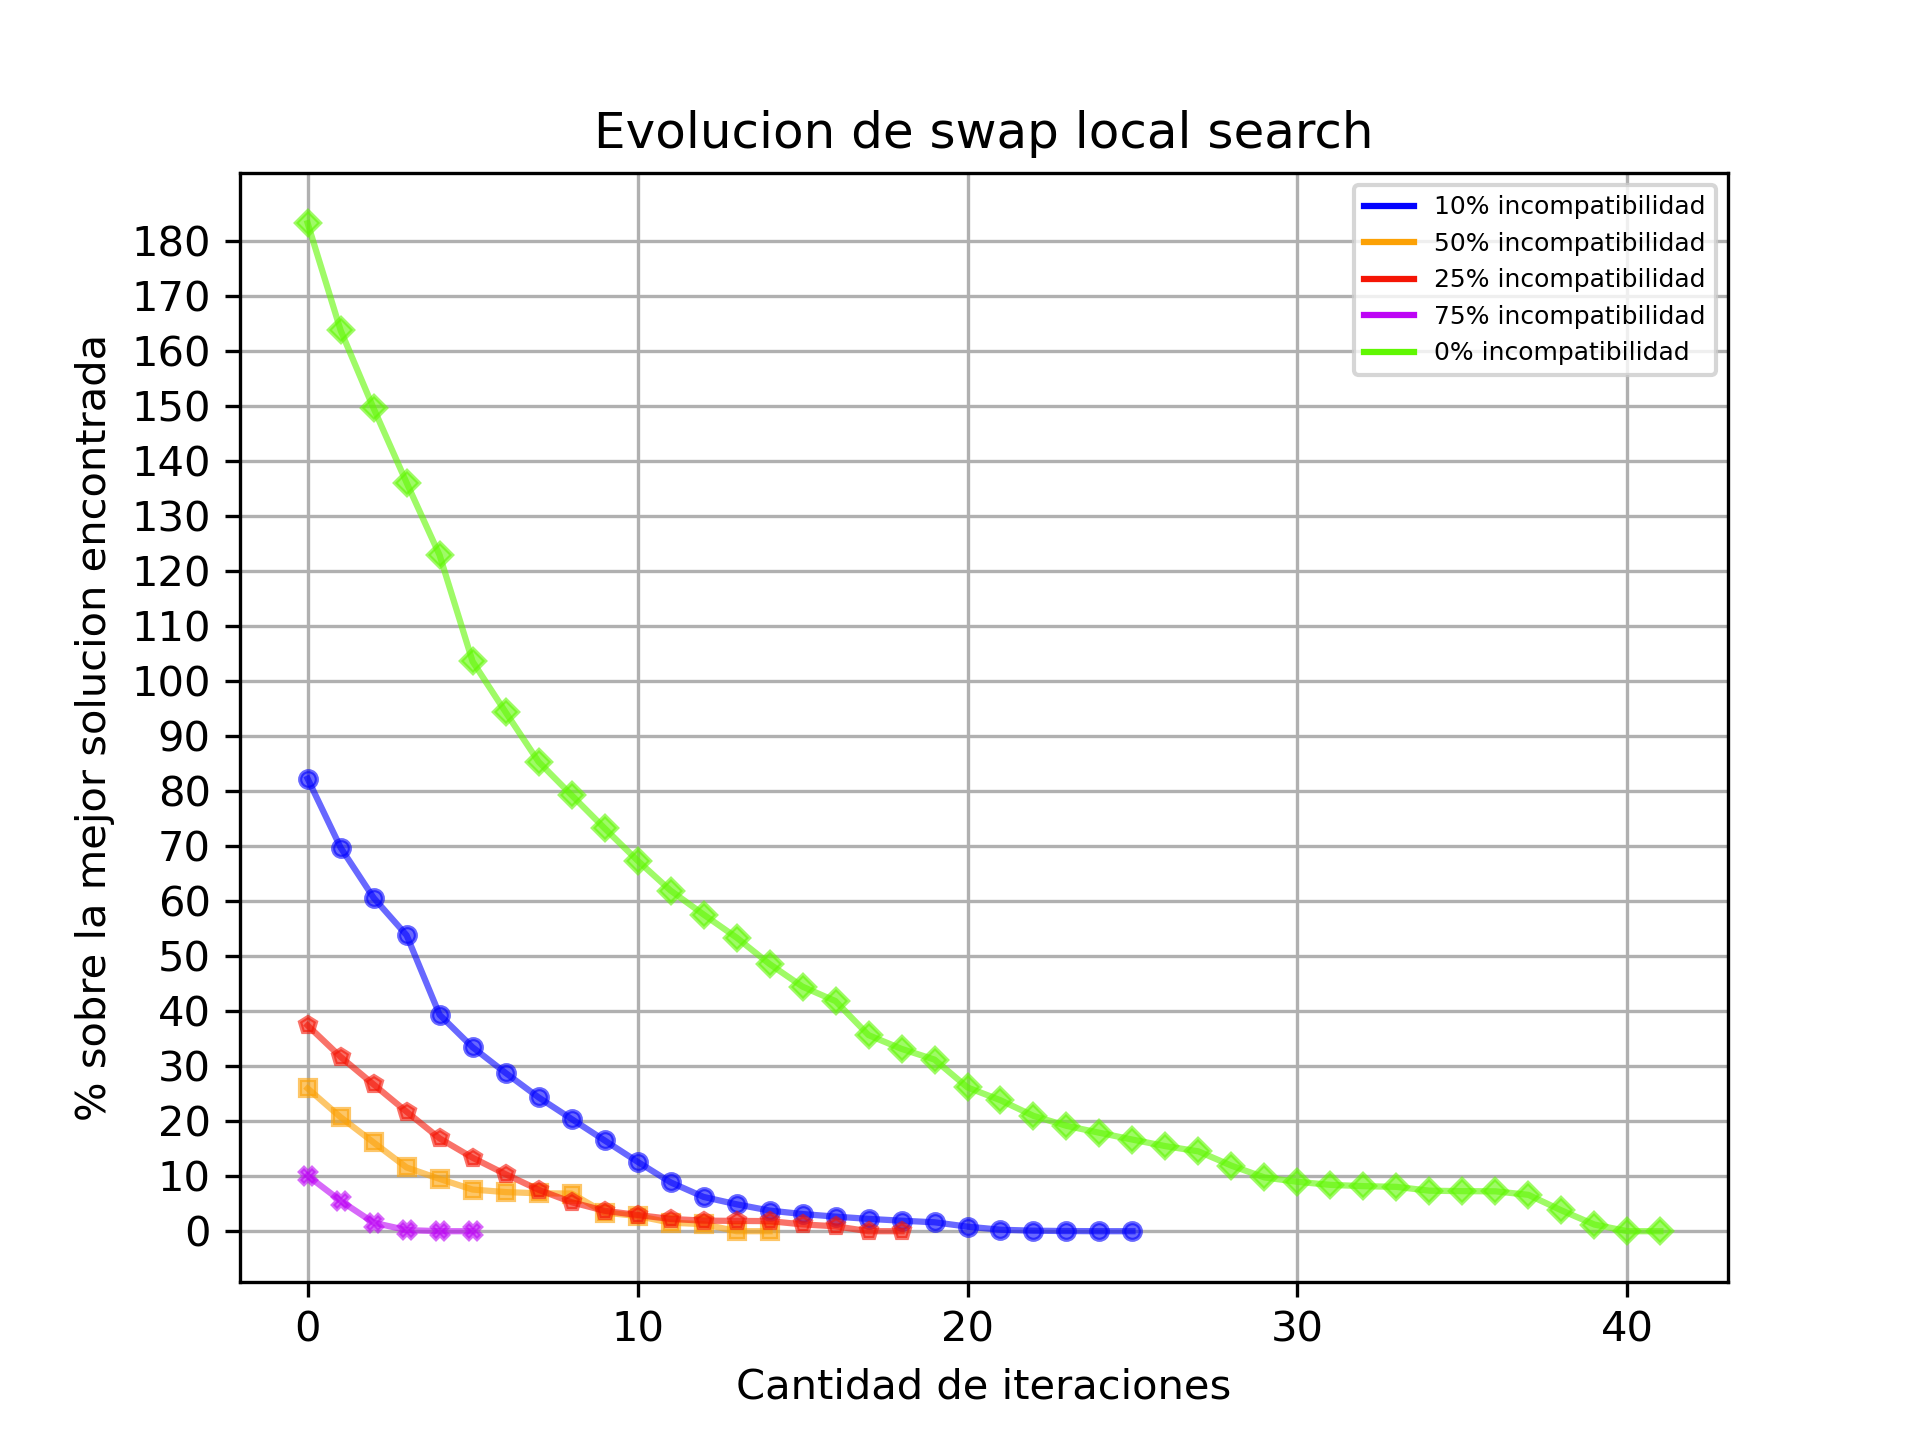 Evolucion de swap local search
10% incompatibilidad
50% incompatibilidad
25% incompatibilidad
75% incompatibilidad
0% incompatibilidad
% sobre la mejor solucion encontrada
180
170
160
150
140
130
120
110
100
90
80
70
60
50
40
30
20
10
0
0 10 20 30 40
Cantidad de iteraciones